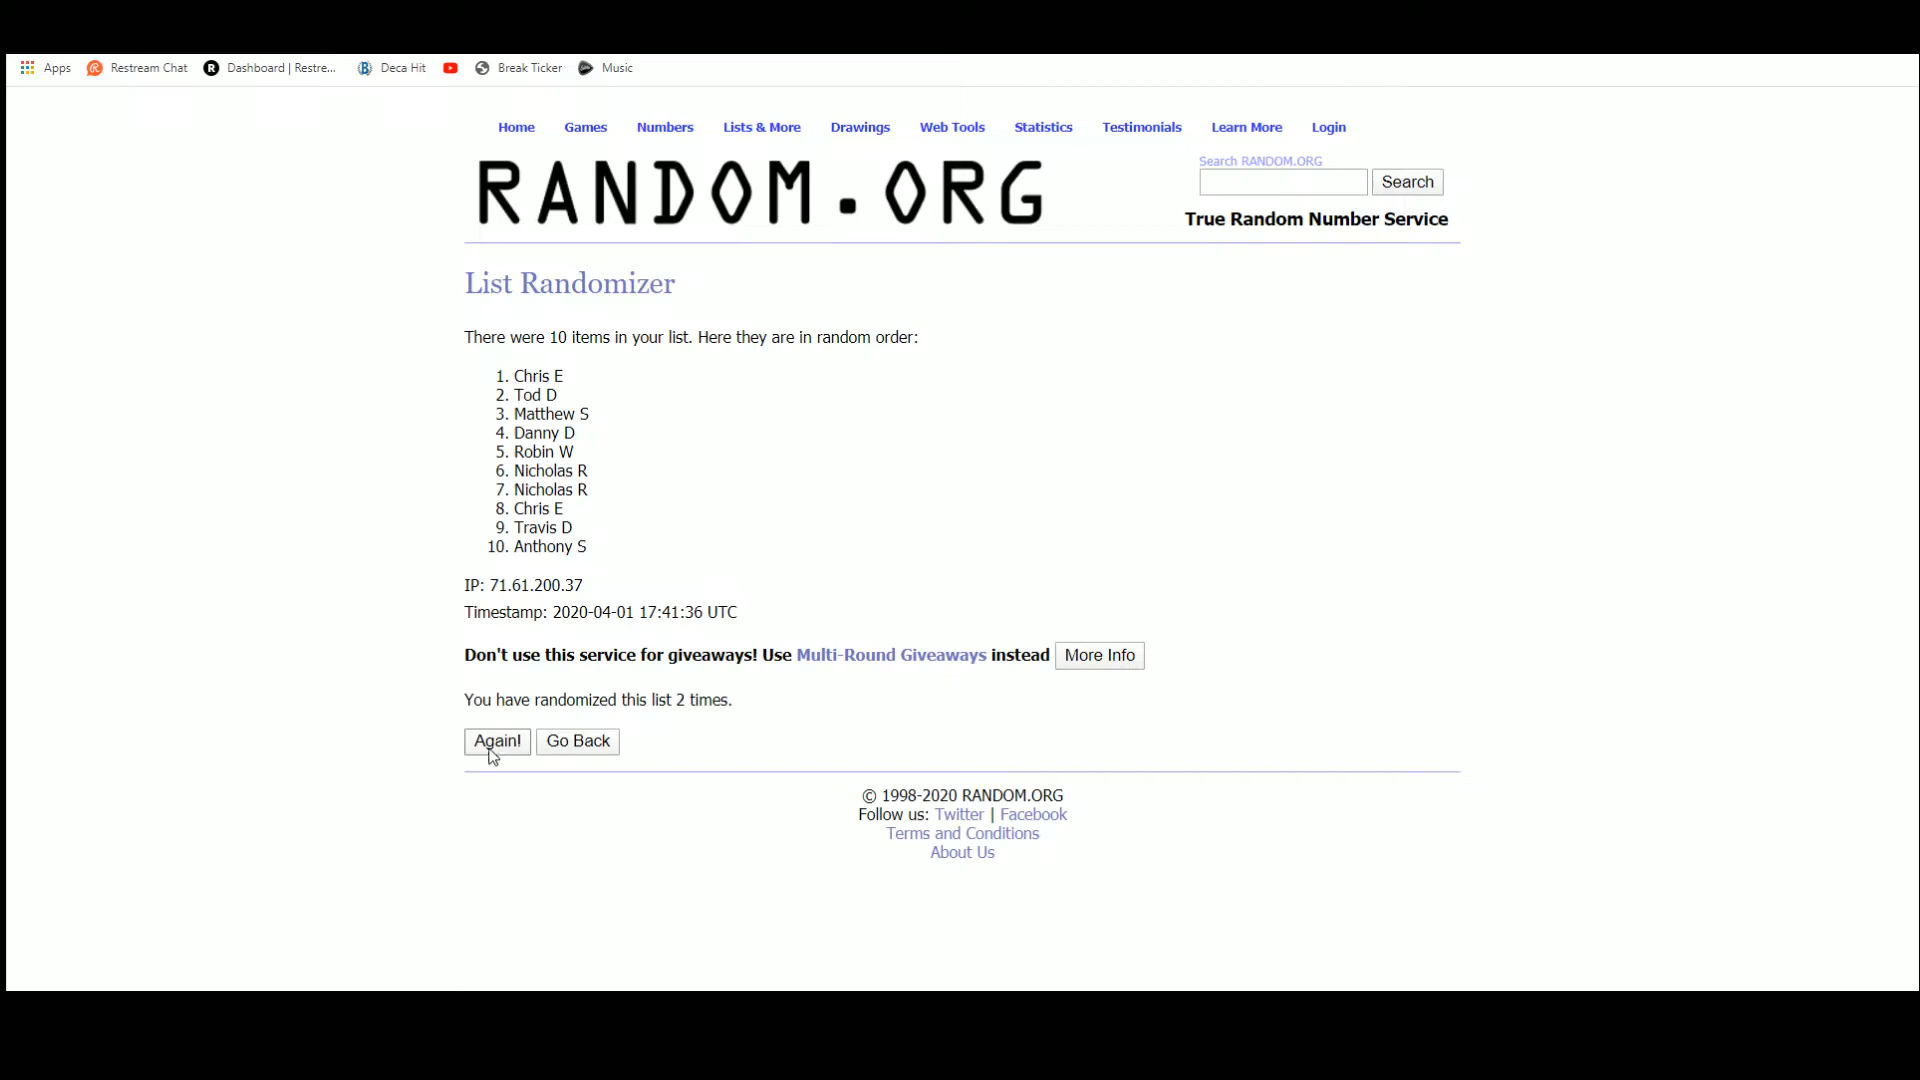 Apps Restream Chat Dashboard | Restre... Deca Hit Break Ticker Music
Home Games Numbers Lists & More Drawings Web Tools Statistics Testimonials Learn More Login
RANDOM.ORG
Search RANDOM.ORG
Search
True Random Number Service
List Randomizer
There were 10 items in your list. Here they are in random order:
1. Chris E
2. Tod D
3. Matthew S
4. Danny D
5. Robin W
6. Nicholas R
7. Nicholas R
8. Chris E
9. Travis D
10. Anthony S
IP: 71.61.200.37
Timestamp: 2020-04-01 17:41:36 UTC
Don't use this service for giveaways! Use Multi-Round Giveaways instead More Info
You have randomized this list 2 times.
Again! Go Back
© 1998-2020 RANDOM.ORG
Follow us: Twitter | Facebook
Terms and Conditions
About Us